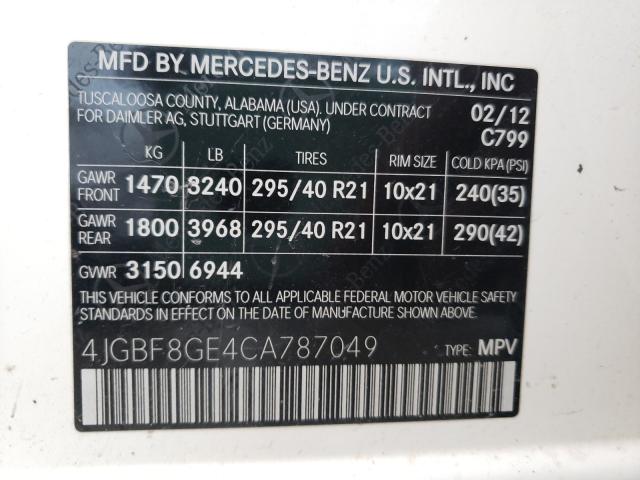 MFD BY MERCEDES-BENZ U.S. INTL., INC
TUSCALOOSA COUNTY, ALABAMA (USA). UNDER CONTRACT
FOR DAIMLER AG, STUTTGART (GERMANY)
02/12
C799
KG LB TIRES RIM SIZE COLD KPA(PSI)
GAWR FRONT 1470 3240 295/40 R21 10x21 240(35)
GAWR REAR 1800 3968 295/40 R21 10x21 290(42)
GVWR 3150 6944
THIS VEHICLE CONFORMS TO ALL APPLICABLE FEDERAL MOTOR VEHICLE SAFETY
STANDARDS IN EFFECT ON THE DATE OF MANUFACTURE SHOWN ABOVE.
4JGBF8GE4CA787049 TYPE: MPV